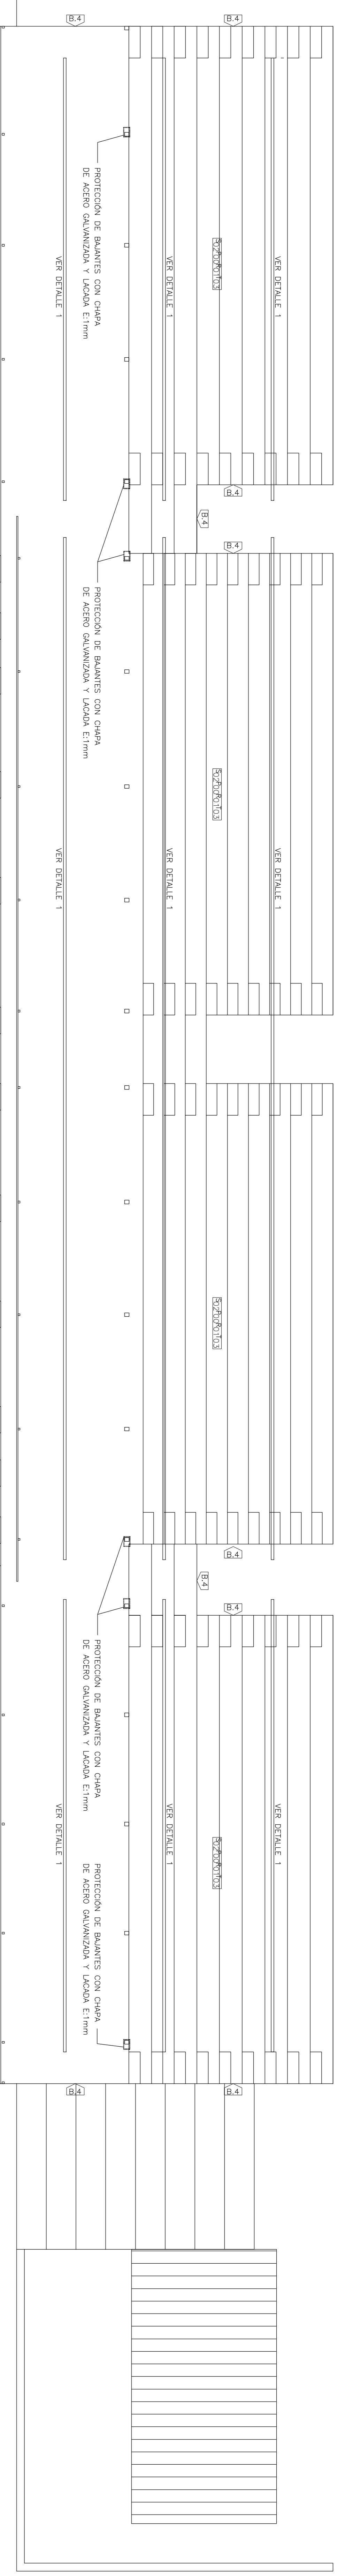 VER DETALLE 1
VER DETALLE 1
VER DETALLE 1
B.4
B.4
B.4
B.4
B.4
B.4
B.4
B.4
VER DETALLE 1
VER DETALLE 1
VER DETALLE 1
PROTECCIÓN DE BAJANTES CON CHAPA
DE ACERO GALVANIZADA Y LACADA E:1mm
PROTECCIÓN DE BAJANTES CON CHAPA
DE ACERO GALVANIZADA Y LACADA E:1mm
PROTECCIÓN DE BAJANTES CON CHAPA
DE ACERO GALVANIZADA Y LACADA E:1mm
PROTECCIÓN DE BAJANTES CON CHAPA
DE ACERO GALVANIZADA Y LACADA E:1mm
B.4
B.4
VER DETALLE 1
VER DETALLE 1
VER DETALLE 1